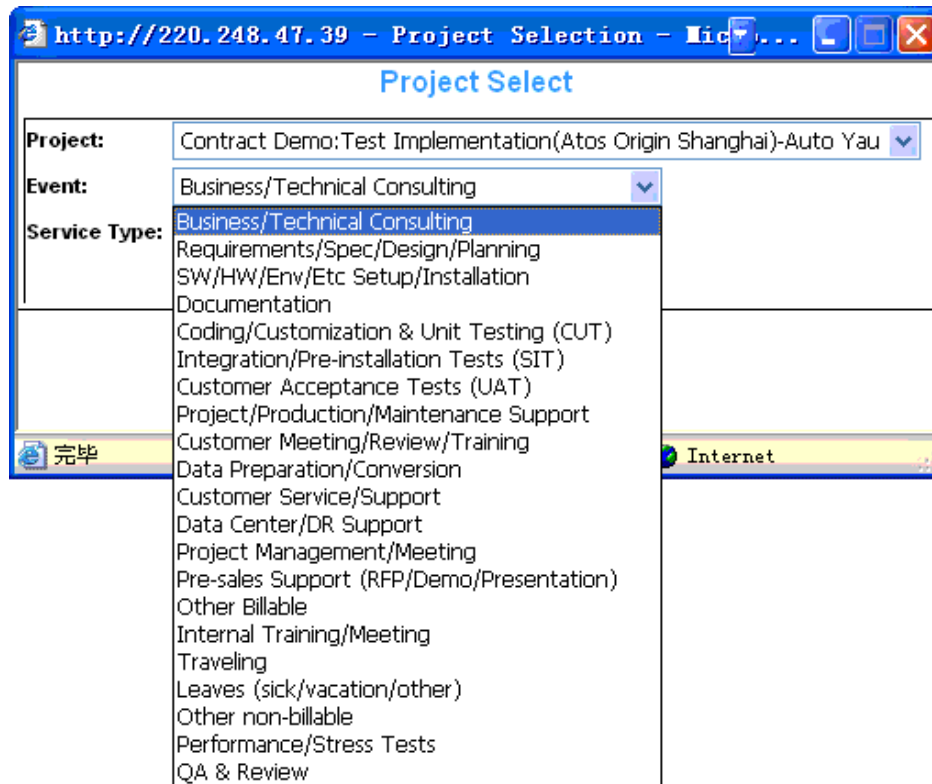 http://220.248.47.39 - Project Selection - Mic...
Project Select
Project: Contract Demo:Test Implementation(Atos Origin Shanghai)-Auto Yau
Event: Business/Technical Consulting
Service Type: Business/Technical Consulting
Requirements/Spec/Design/Planning
SW/HW/Env/Etc Setup/Installation
Documentation
Coding/Customization & Unit Testing (CUT)
Integration/Pre-installation Tests (SIT)
Customer Acceptance Tests (UAT)
Project/Production/Maintenance Support
Customer Meeting/Review/Training
完毕 Internet
Data Preparation/Conversion
Customer Service/Support
Data Center/DR Support
Project Management/Meeting
Pre-sales Support (RFP/Demo/Presentation)
Other Billable
Internal Training/Meeting
Traveling
Leaves (sick/vacation/other)
Other non-billable
Performance/Stress Tests
QA & Review